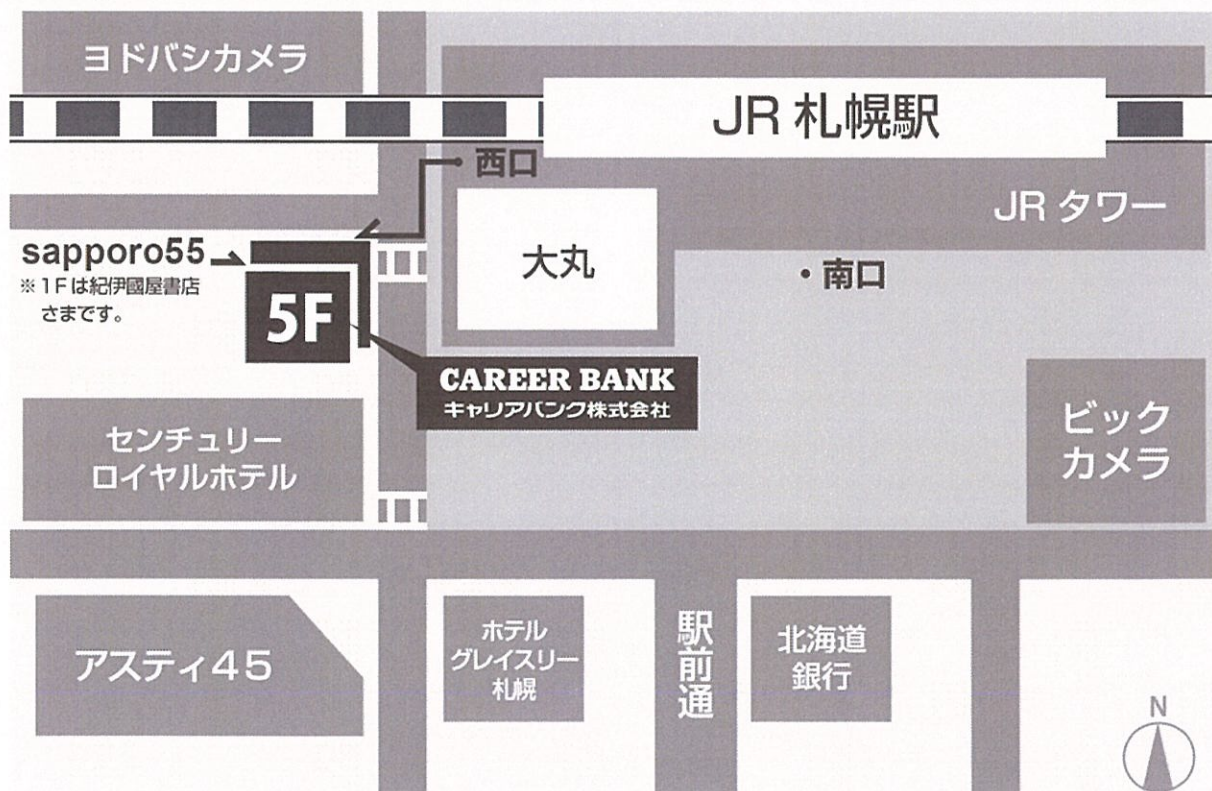 ヨドバシカメラ
JR 札幌駅
・西口
JR タワー
sapporo55
※ 1Fは紀伊國屋書店
さまです。
5F
大丸
・南口
CAREER BANK
キャリアバンク株式会社
センチュリー
ロイヤルホテル
ビック
カメラ
アスティ45
ホテル
グレイスリー
札幌
駅前通
北海道
銀行
N